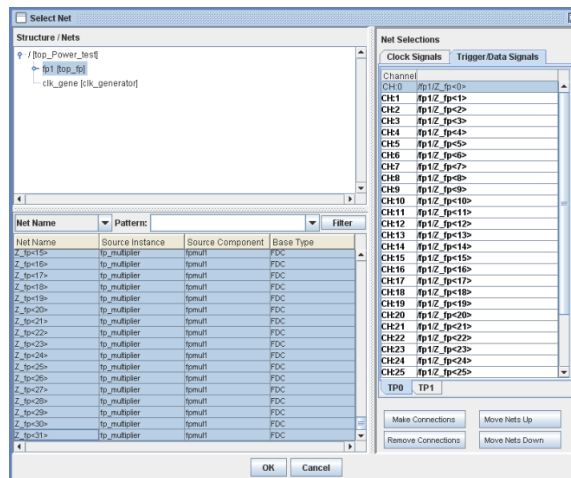 Select Net
Structure / Nets
/ [top_Power_test]
fp1 [top_fp]
clk_gene [clk_generator]
Net Name Pattern: Filter
Net Name Source Instance Source Component Base Type
Z_fp<15> fp_multiplier fpmul1 FDC
Z_fp<16> fp_multiplier fpmul1 FDC
Z_fp<17> fp_multiplier fpmul1 FDC
Z_fp<18> fp_multiplier fpmul1 FDC
Z_fp<19> fp_multiplier fpmul1 FDC
Z_fp<20> fp_multiplier fpmul1 FDC
Z_fp<21> fp_multiplier fpmul1 FDC
Z_fp<22> fp_multiplier fpmul1 FDC
Z_fp<23> fp_multiplier fpmul1 FDC
Z_fp<24> fp_multiplier fpmul1 FDC
Z_fp<25> fp_multiplier fpmul1 FDC
Z_fp<26> fp_multiplier fpmul1 FDC
Z_fp<27> fp_multiplier fpmul1 FDC
Z_fp<28> fp_multiplier fpmul1 FDC
Z_fp<29> fp_multiplier fpmul1 FDC
Z_fp<30> fp_multiplier fpmul1 FDC
Z_fp<31> fp_multiplier fpmul1 FDC
Net Selections
Clock Signals Trigger/Data Signals
Channel
CH:0 /fp1/Z_fp<0>
CH:1 /fp1/Z_fp<1>
CH:2 /fp1/Z_fp<2>
CH:3 /fp1/Z_fp<3>
CH:4 /fp1/Z_fp<4>
CH:5 /fp1/Z_fp<5>
CH:6 /fp1/Z_fp<6>
CH:7 /fp1/Z_fp<7>
CH:8 /fp1/Z_fp<8>
CH:9 /fp1/Z_fp<9>
CH:10 /fp1/Z_fp<10>
CH:11 /fp1/Z_fp<11>
CH:12 /fp1/Z_fp<12>
CH:13 /fp1/Z_fp<13>
CH:14 /fp1/Z_fp<14>
CH:15 /fp1/Z_fp<15>
CH:16 /fp1/Z_fp<16>
CH:17 /fp1/Z_fp<17>
CH:18 /fp1/Z_fp<18>
CH:19 /fp1/Z_fp<19>
CH:20 /fp1/Z_fp<20>
CH:21 /fp1/Z_fp<21>
CH:22 /fp1/Z_fp<22>
CH:23 /fp1/Z_fp<23>
CH:24 /fp1/Z_fp<24>
CH:25 /fp1/Z_fp<25>
TP0 TP1
Make Connections Move Nets Up
Remove Connections Move Nets Down
OK Cancel